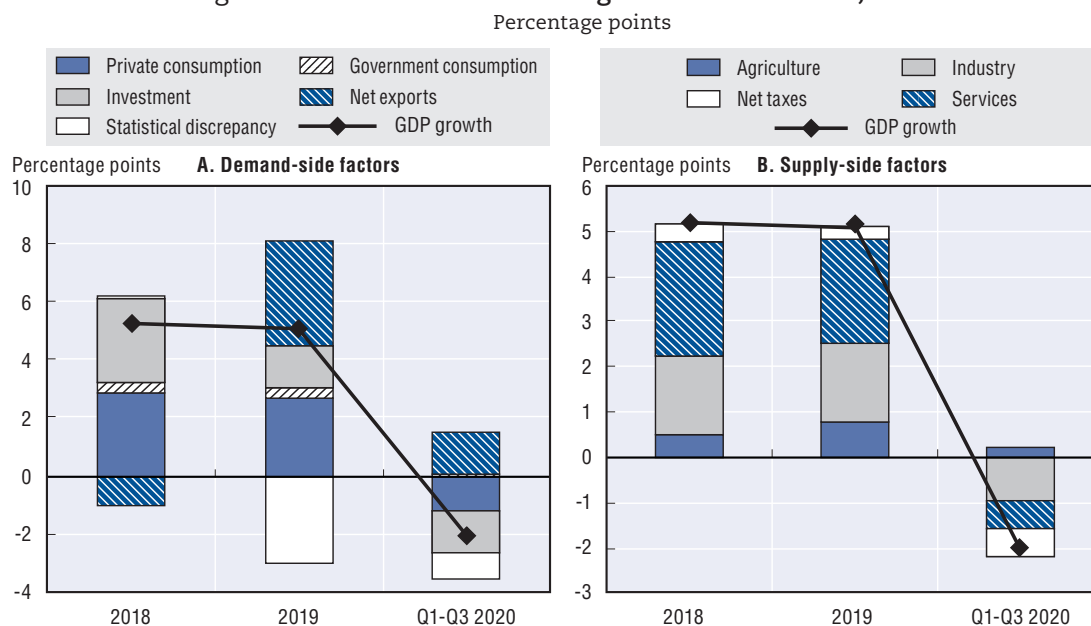 Percentage points
Private consumption
Government consumption
Investment
Net exports
Statistical discrepancy
GDP growth
Agriculture
Industry
Net taxes
Services
GDP growth
Percentage points A. Demand-side factors
10
8
6
4
2
0
-2
-4
2018 2019 Q1-Q3 2020
Percentage points B. Supply-side factors
6
5
4
3
2
1
0
-1
-2
-3
2018 2019 Q1-Q3 2020